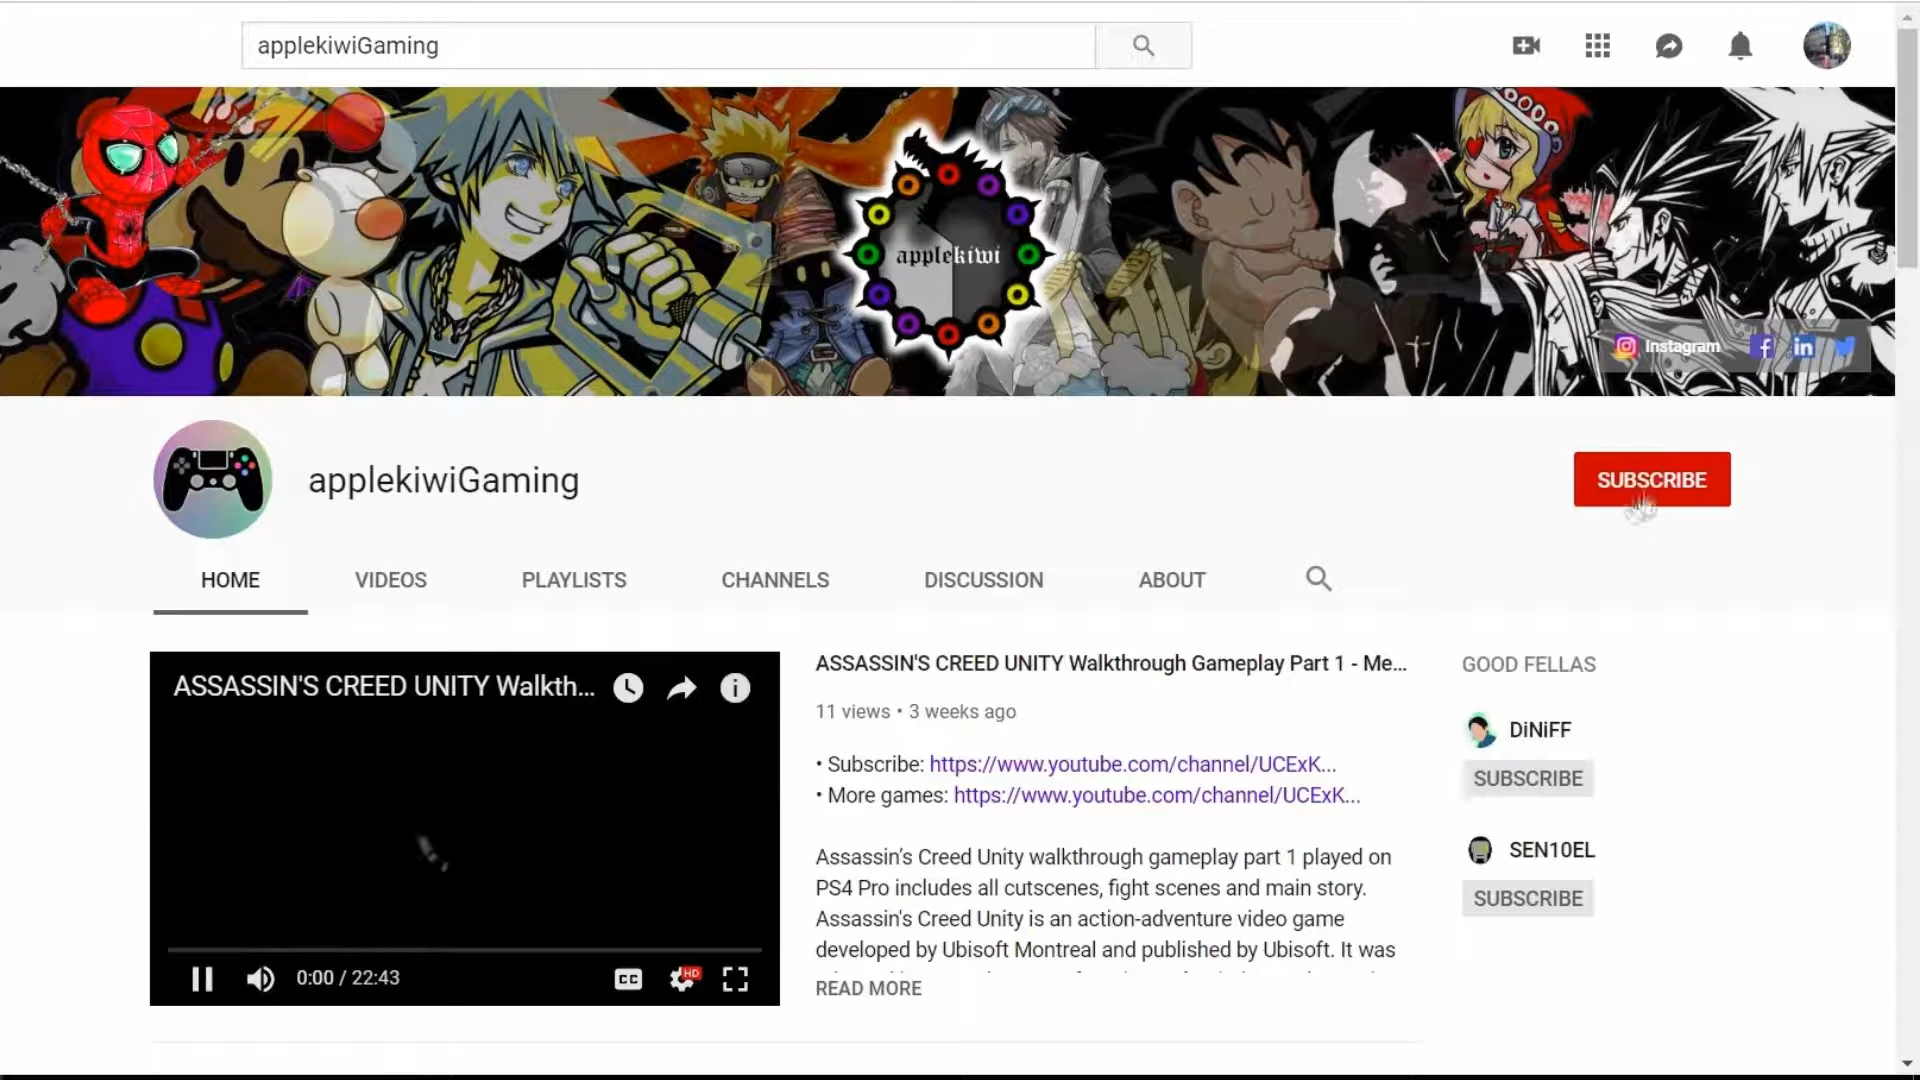 applekiwiGaming
applekiwi
Instagram
applekiwiGaming
SUBSCRIBE
HOME
VIDEOS
PLAYLISTS
CHANNELS
DISCUSSION
ABOUT
ASSASSIN'S CREED UNITY Walkth...
0:00 / 22:43
CC
HD
ASSASSIN'S CREED UNITY Walkthrough Gameplay Part 1 - Me...
11 views • 3 weeks ago
• Subscribe: https://www.youtube.com/channel/UCExK...
• More games: https://www.youtube.com/channel/UCExK...
Assassin’s Creed Unity walkthrough gameplay part 1 played on
PS4 Pro includes all cutscenes, fight scenes and main story.
Assassin's Creed Unity is an action-adventure video game
developed by Ubisoft Montreal and published by Ubisoft. It was
READ MORE
GOOD FELLAS
DiNiFF
SUBSCRIBE
SEN10EL
SUBSCRIBE